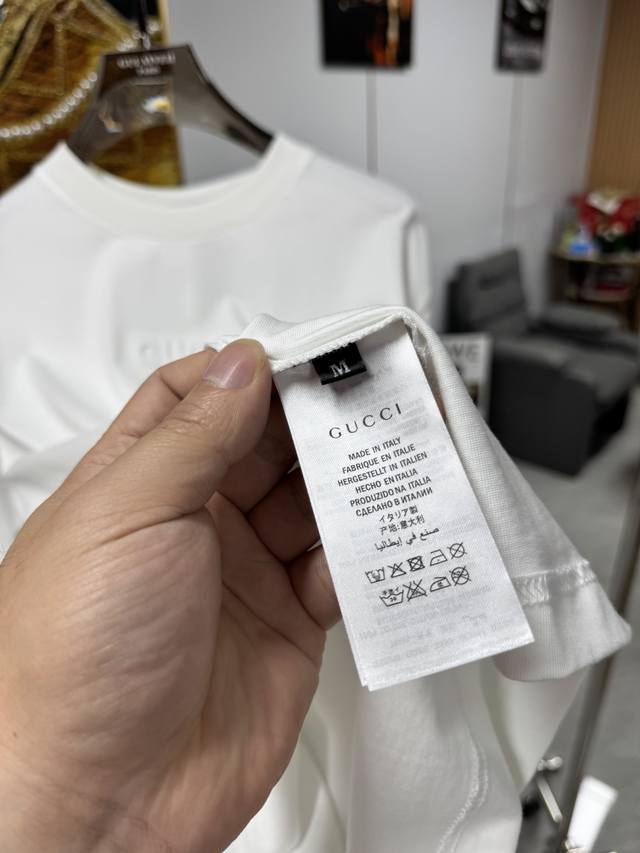 GUCCI
M
GUCCI
MADE IN ITALY
FABRIQUE EN ITALIE
HERGESTELLT IN ITALIEN
HECHO EN ITALIA
PRODUZIDO NA ITALIA
СДЕЛАНО В ИТАЛИИ
イタリア製
产地:意大利
صنع في إيطاليا